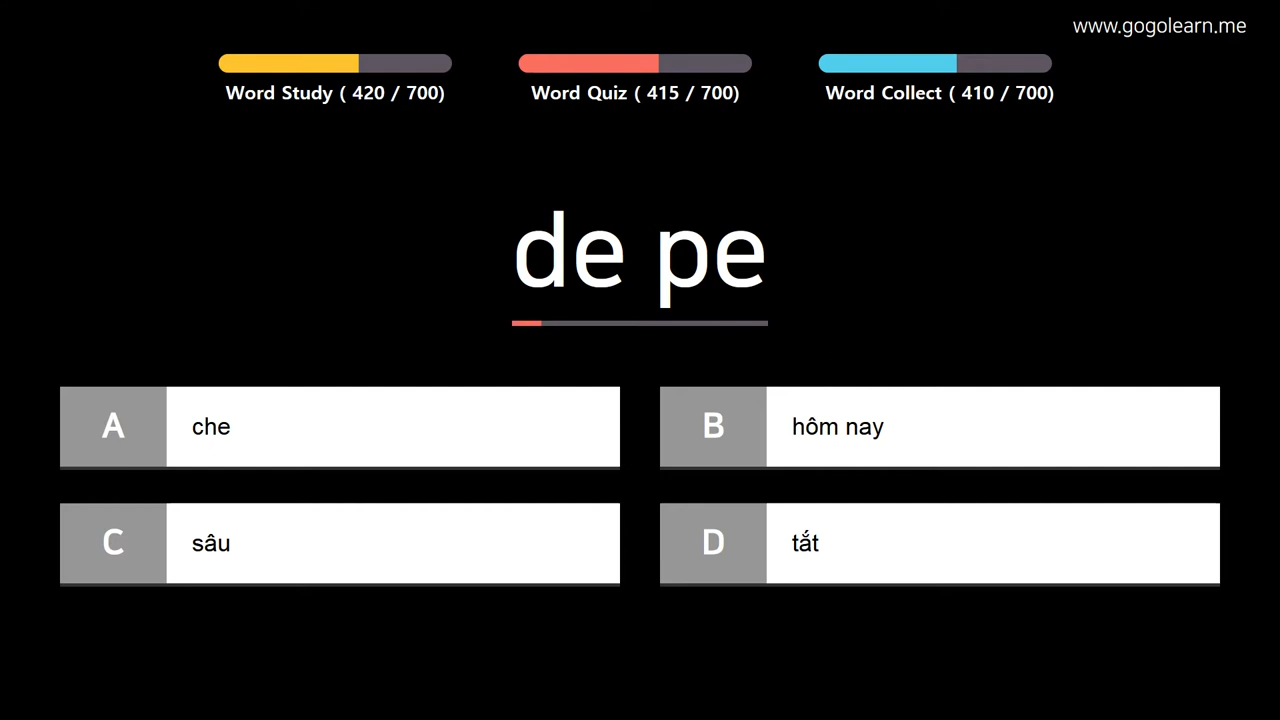 www.gogolearn.me
Word Study ( 420 / 700)
Word Quiz ( 415 / 700)
Word Collect ( 410 / 700)
de pe
A
che
B
hôm nay
C
sâu
D
tắt